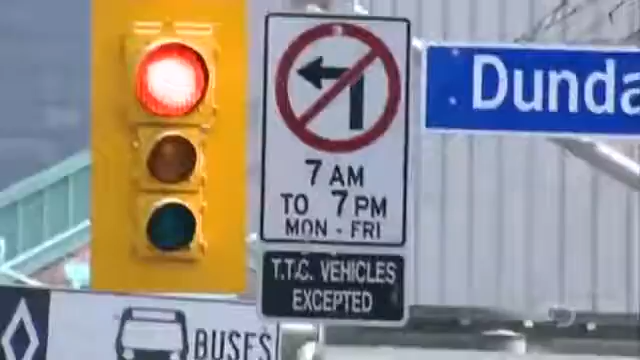 Dunda
7 AM
TO 7 PM
MON - FRI
T.T.C. VEHICLES
EXCEPTED
BUSES